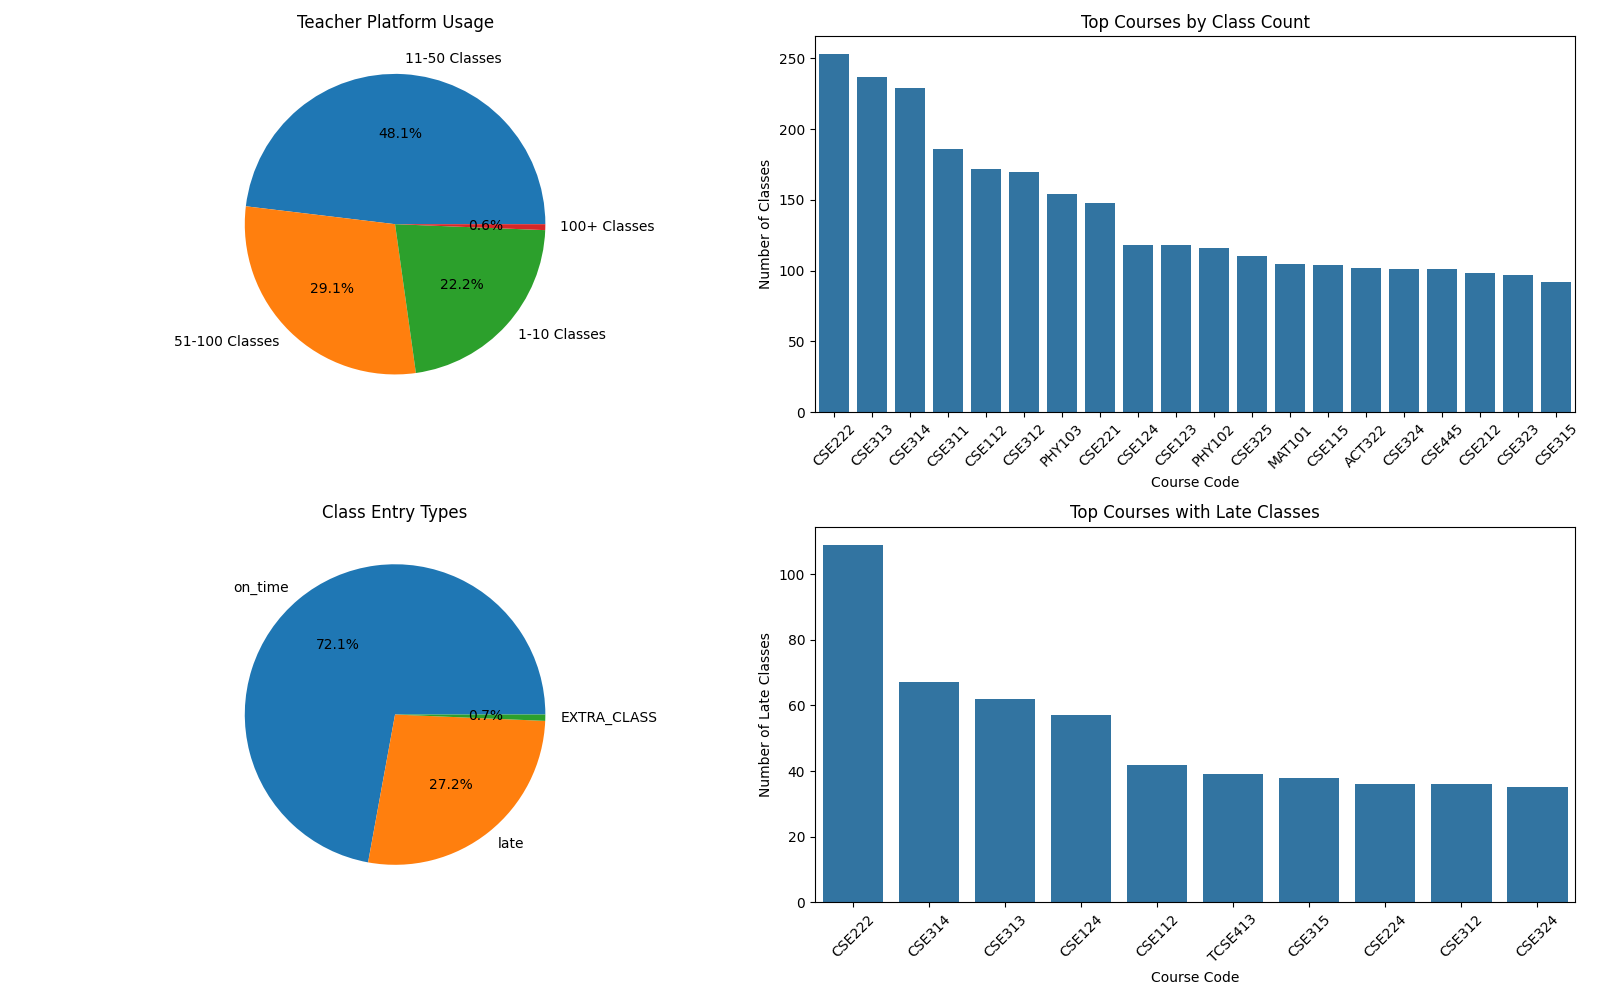 Teacher Platform Usage
11-50 Classes
48.1%
0.6%
100+ Classes
29.1%
22.2%
51-100 Classes
1-10 Classes
Top Courses by Class Count
Number of Classes
250
200
150
100
50
0
CSE222
CSE313
CSE314
CSE311
CSE112
CSE312
PHY103
CSE221
CSE124
CSE123
PHY102
CSE325
MAT101
CSE115
ACT322
CSE324
CSE445
CSE212
CSE323
CSE315
Course Code
Class Entry Types
on_time
72.1%
0.7%
EXTRA_CLASS
27.2%
late
Top Courses with Late Classes
Number of Late Classes
100
80
60
40
20
0
CSE222
CSE314
CSE313
CSE124
CSE112
TCSE413
CSE315
CSE224
CSE312
CSE324
Course Code